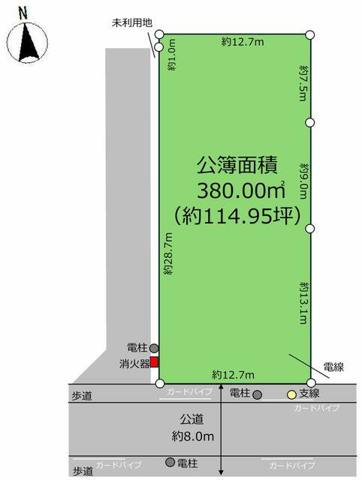 N
未利用地
約12.7m
約1.0m
約7.5m
公簿面積
380.00㎡
（約114.95坪）
約9.0m
約28.7m
約13.1m
電柱
消火器
約12.7m
電線
歩道
ガードパイプ
電柱
支線
ガードパイプ
公道
約8.0m
歩道
ガードパイプ
電柱
ガードパイプ